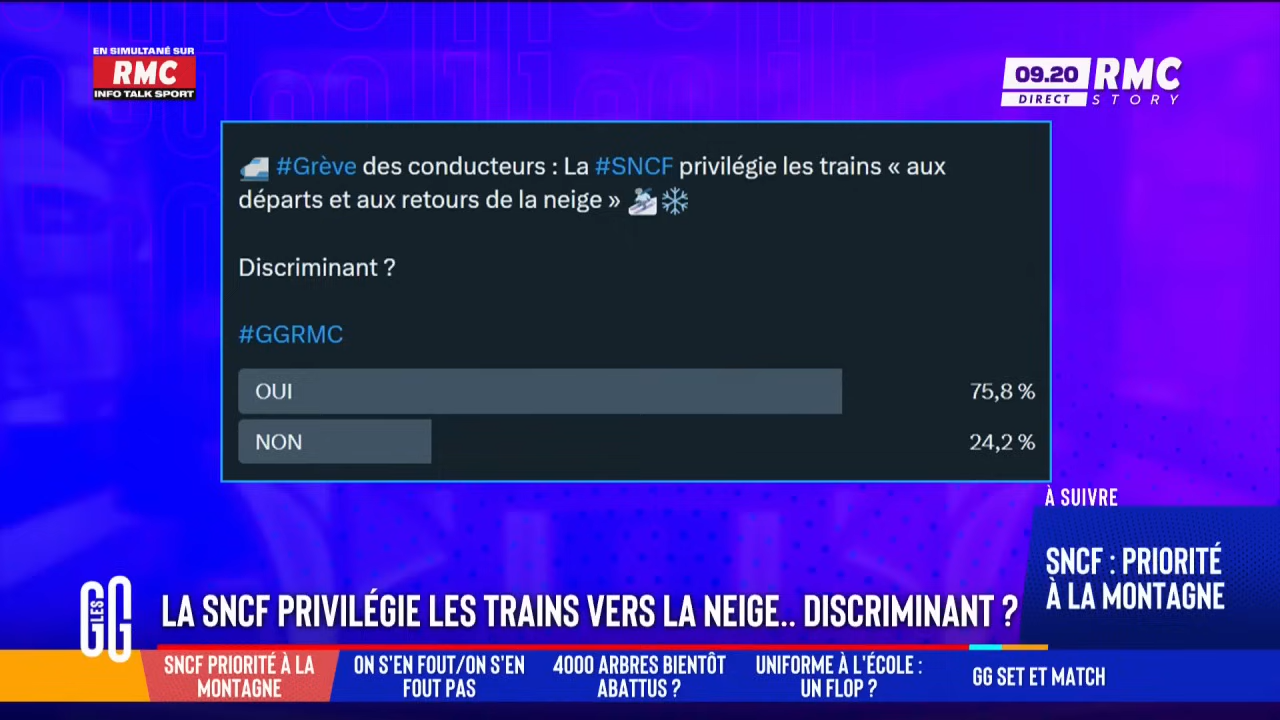 EN SIMULTANÉ SUR
RMC
INFO TALK SPORT
09.20
DIRECT
RMC
STORY
#Grève des conducteurs : La #SNCF privilégie les trains « aux
départs et aux retours de la neige »
Discriminant ?
#GGRMC
OUI 75,8 %
NON 24,2 %
À SUIVRE
SNCF : PRIORITÉ
À LA MONTAGNE
LES GG
LA SNCF PRIVILÉGIE LES TRAINS VERS LA NEIGE.. DISCRIMINANT ?
SNCF PRIORITÉ À LA
MONTAGNE
ON S'EN FOUT/ON S'EN
FOUT PAS
4000 ARBRES BIENTÔT
ABATTUS ?
UNIFORME À L'ÉCOLE :
UN FLOP ?
GG SET ET MATCH